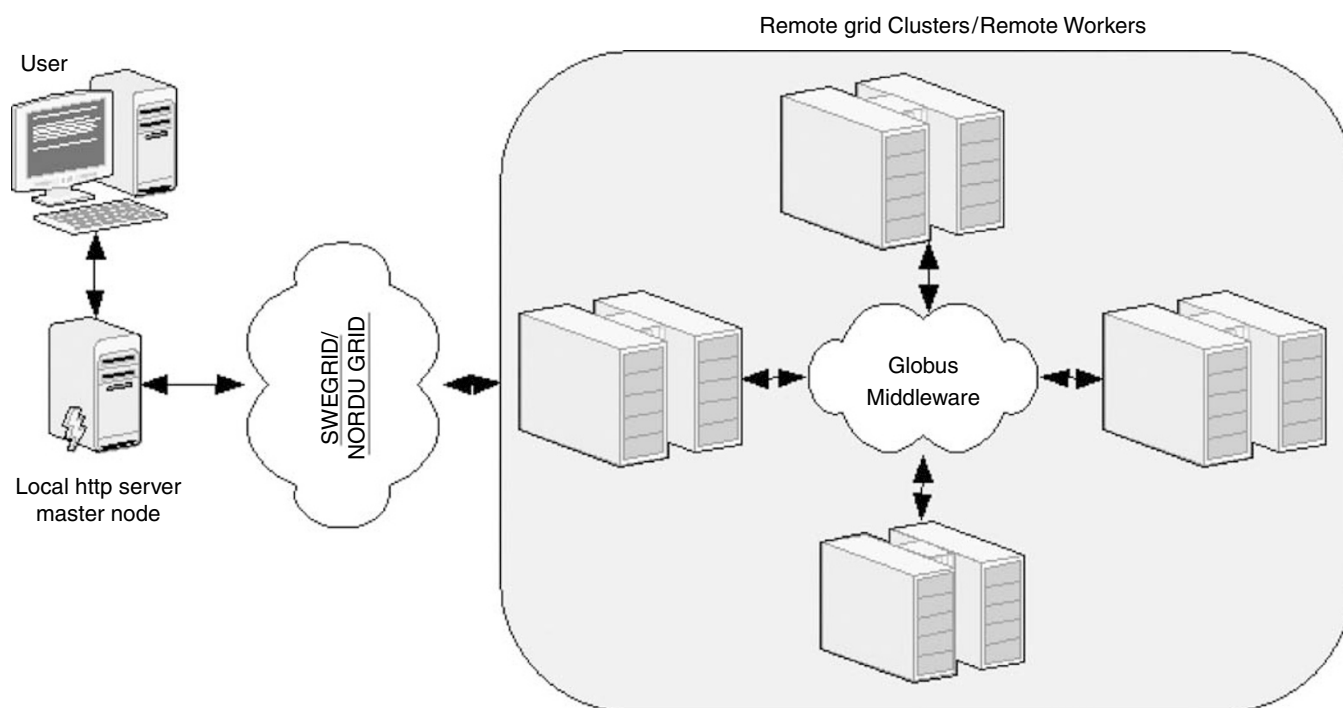 Remote grid Clusters/Remote Workers
User
SWEGRID/
NORDU GRID
Globus
Middleware
Local http server
master node